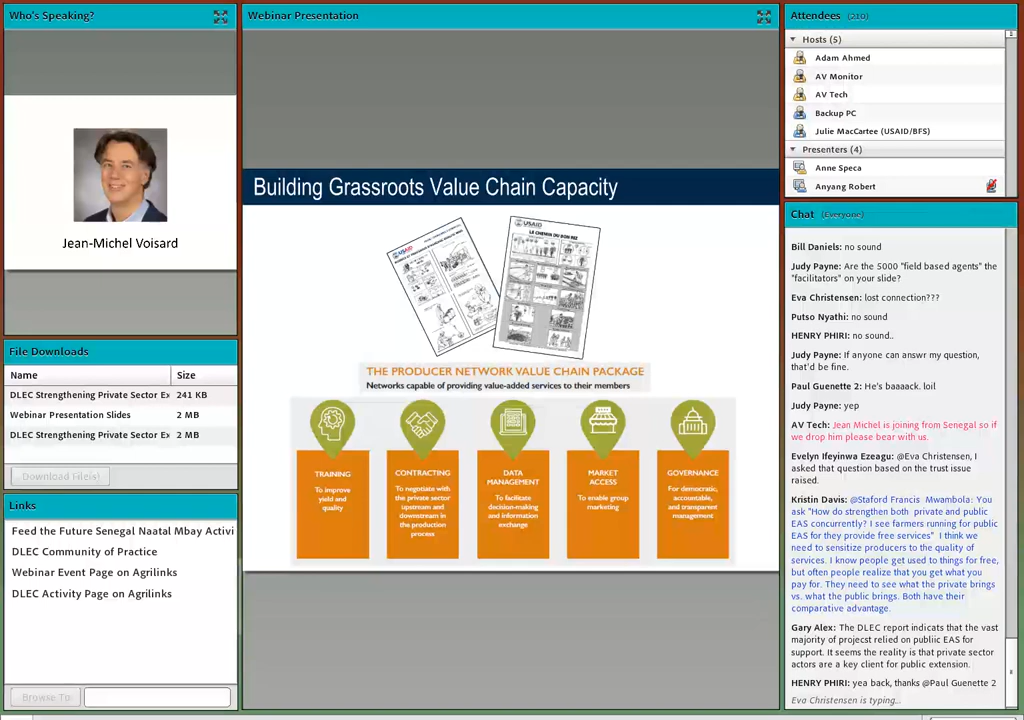 Who's Speaking?
Jean-Michel Voisard
File Downloads
Name Size
DLEC Strengthening Private Sector Ex 241 KB
Webinar Presentation Slides 2 MB
DLEC Strengthening Private Sector Ex 2 MB
Download File(s)
Links
Feed the Future Senegal Naatal Mbay Activi
DLEC Community of Practice
Webinar Event Page on Agrilinks
DLEC Activity Page on Agrilinks
Browse To
Webinar Presentation
Building Grassroots Value Chain Capacity
USAID
USAID
LE CHEMIN DU BON RIZ
THE PRODUCER NETWORK VALUE CHAIN PACKAGE
Networks capable of providing value-added services to their members
TRAINING
To improve
yield and
quality
CONTRACTING
To negotiate with
the private sector
upstream and
downstream in
the production
process
DATA
MANAGEMENT
To facilitate
decision-making
and information
exchange
MARKET
ACCESS
To enable group
marketing
GOVERNANCE
For democratic,
accountable,
and transparent
management
Attendees (210)
Hosts (5)
Adam Ahmed
AV Monitor
AV Tech
Backup PC
Julie MacCartee (USAID/BFS)
Presenters (4)
Anne Speca
Anyang Robert
Chat (Everyone)
Bill Daniels: no sound
Judy Payne: Are the 5000 "field based agents" the
"facilitators" on your slide?
Eva Christensen: lost connection???
Putso Nyathi: no sound
HENRY PHIRI: no sound..
Judy Payne: If anyone can answr my question,
that'd be fine.
Paul Guenette 2: He's baaaack. loil
Judy Payne: yep
AV Tech: Jean Michel is joining from Senegal so if
we drop him please bear with us.
Evelyn Ifeyinwa Ezeagu: @Eva Christensen, I
asked that question based on the trust issue
raised.
Kristin Davis: @Staford Francis Mwambola: You
ask "How do strengthen both private and public
EAS concurrently? I see farmers running for public
EAS for they provide free services" I think we
need to sensitize producers to the quality of
services. I know people get used to things for free,
but often people realize that you get what you
pay for. They need to see what the private brings
vs. what the public brings. Both have their
comparative advantage.
Gary Alex: The DLEC report indicats that the vast
majority of projecst relied on publiic EAS for
support. It seems the reality is that private sector
actors are a key client for public extension.
HENRY PHIRI: yea back, thanks @Paul Guenette 2
Eva Christensen is typing...